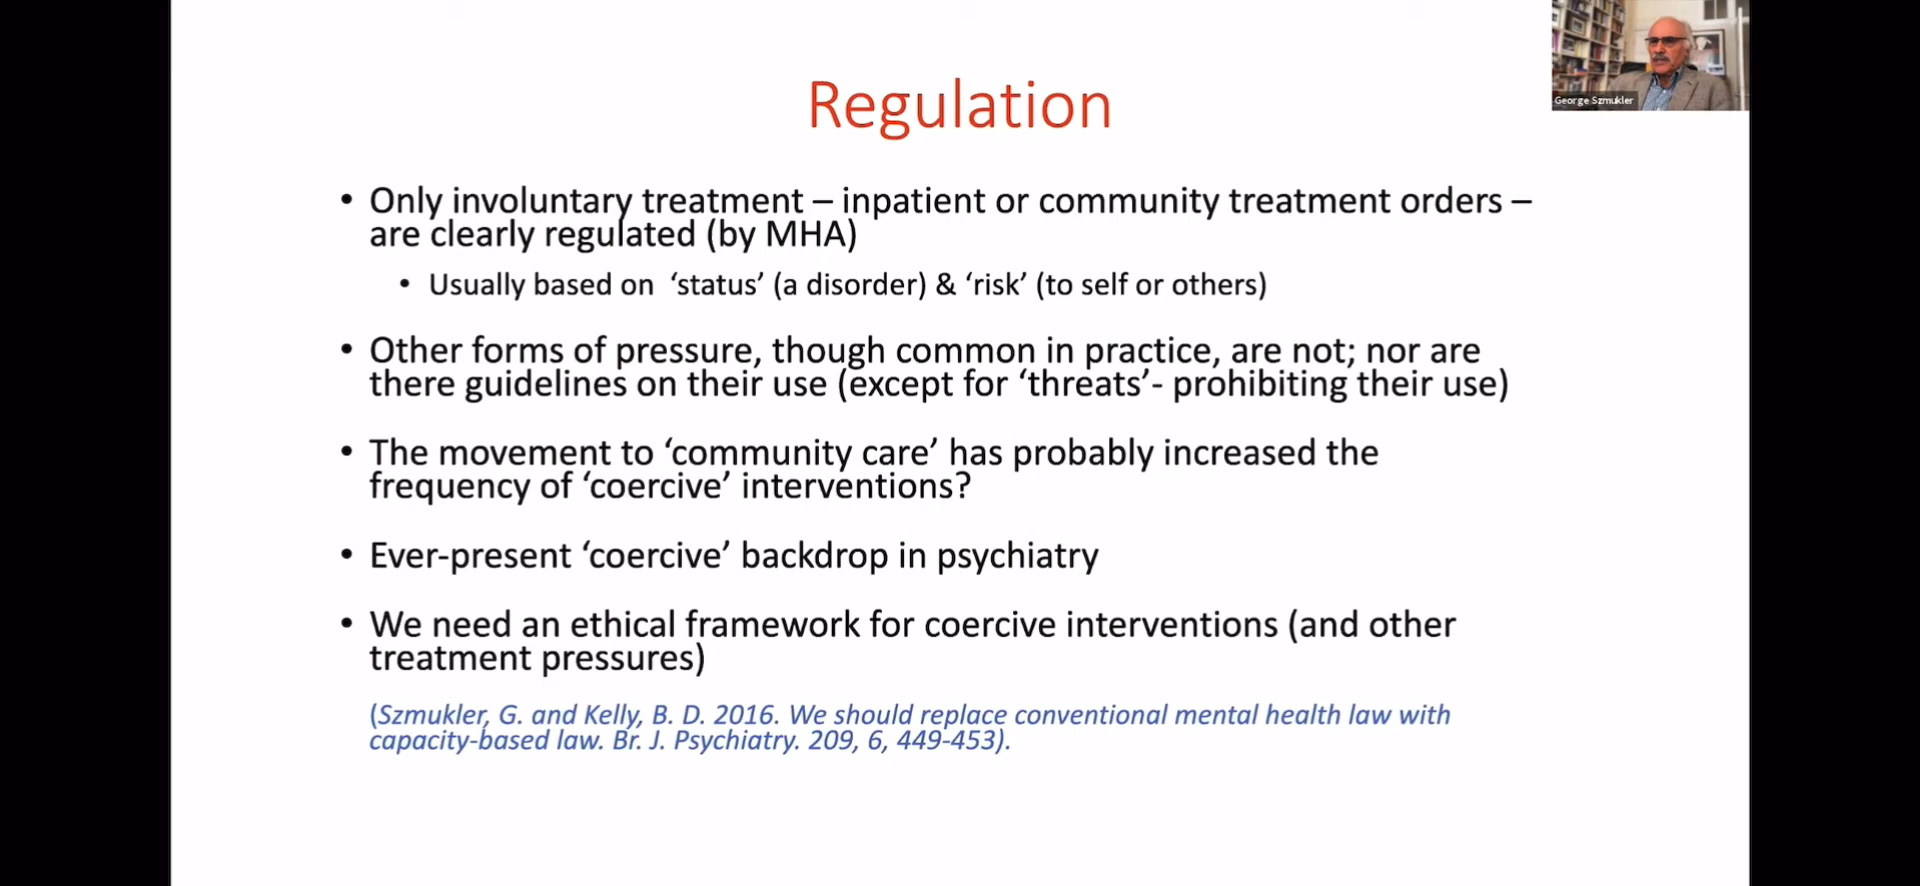 George Szmukler
Regulation
• Only involuntary treatment – inpatient or community treatment orders –
are clearly regulated (by MHA)
• Usually based on ‘status’ (a disorder) & ‘risk’ (to self or others)
• Other forms of pressure, though common in practice, are not; nor are
there guidelines on their use (except for ‘threats’- prohibiting their use)
• The movement to ‘community care’ has probably increased the
frequency of ‘coercive’ interventions?
• Ever-present ‘coercive’ backdrop in psychiatry
• We need an ethical framework for coercive interventions (and other
treatment pressures)
(Szmukler, G. and Kelly, B. D. 2016. We should replace conventional mental health law with
capacity-based law. Br. J. Psychiatry. 209, 6, 449-453).